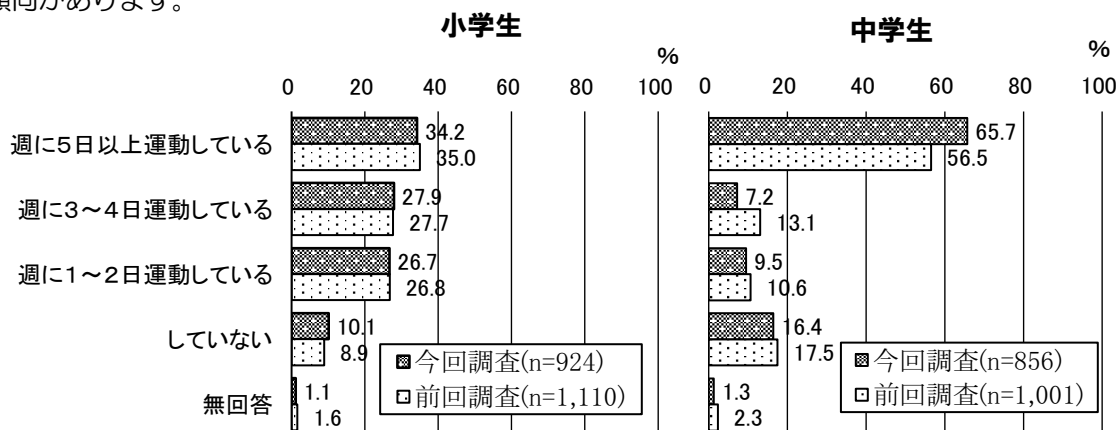 傾向があります。
小学生
%
0 20 40 60 80 100
週に5日以上運動している 34.2
35.0
週に3~4日運動している 27.9
27.7
週に1~2日運動している 26.7
26.8
していない 10.1
8.9
無回答 1.1
1.6
今回調査(n=924)
前回調査(n=1,110)
中学生
%
0 20 40 60 80 100
65.7
56.5
7.2
13.1
9.5
10.6
16.4
17.5
1.3
2.3
今回調査(n=856)
前回調査(n=1,001)